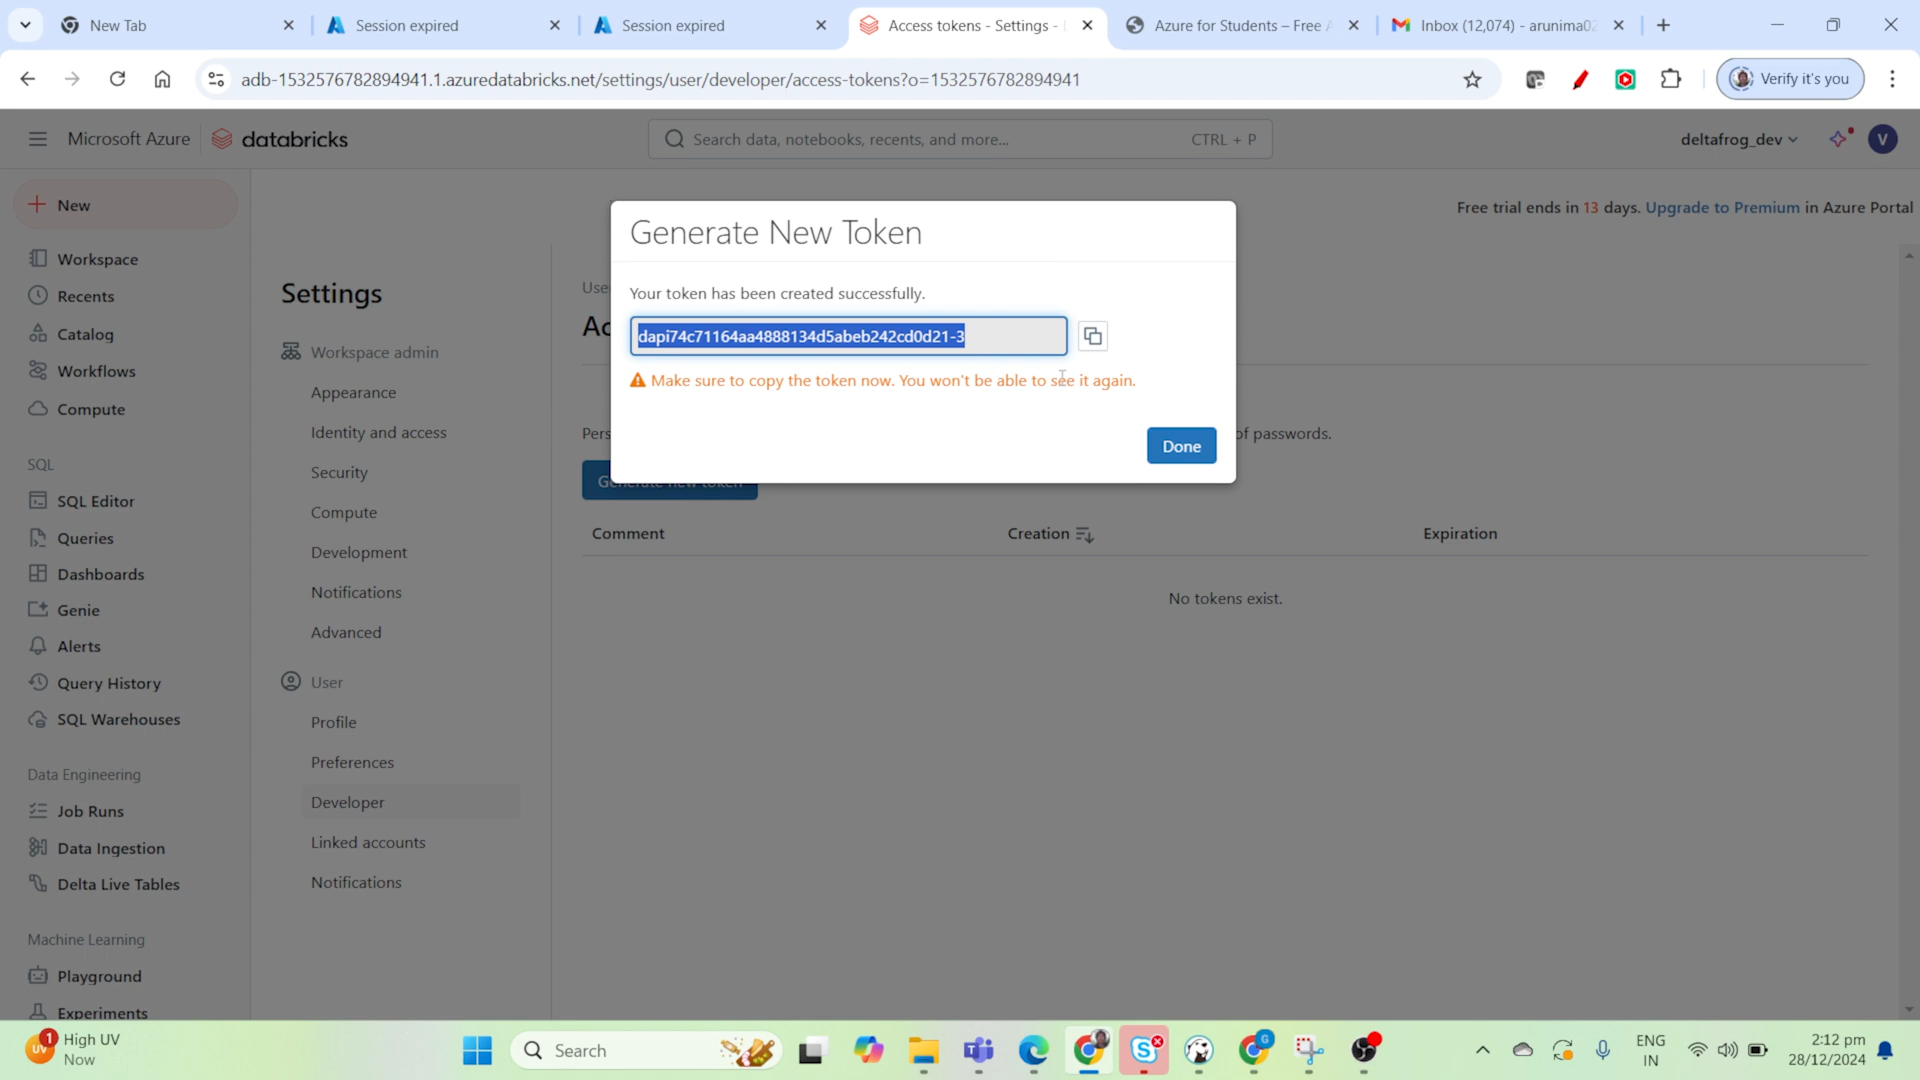 New Tab
Session expired
Session expired
Access tokens - Settings -
Azure for Students – Free
Inbox (12,074) - arunima02
adb-1532576782894941.1.azuredatabricks.net/settings/user/developer/access-tokens?o=1532576782894941
Verify it's you
Microsoft Azure
databricks
Search data, notebooks, recents, and more...
CTRL + P
deltafrog_dev
V
New
Free trial ends in 13 days. Upgrade to Premium in Azure Portal
Workspace
Recents
Catalog
Workflows
Compute
SQL
SQL Editor
Queries
Dashboards
Genie
Alerts
Query History
SQL Warehouses
Data Engineering
Job Runs
Data Ingestion
Delta Live Tables
Machine Learning
Playground
Experiments
Settings
Workspace admin
Appearance
Identity and access
Security
Compute
Development
Notifications
Advanced
User
Profile
Preferences
Developer
Linked accounts
Notifications
Generate New Token
Your token has been created successfully.
dapi74c71164aa4888134d5abeb242cd0d21-3
Make sure to copy the token now. You won't be able to see it again.
Done
of passwords.
Generate new token
Comment
Creation
Expiration
No tokens exist.
1
UV
High UV
Now
Search
G
ENG
IN
2:12 pm
28/12/2024